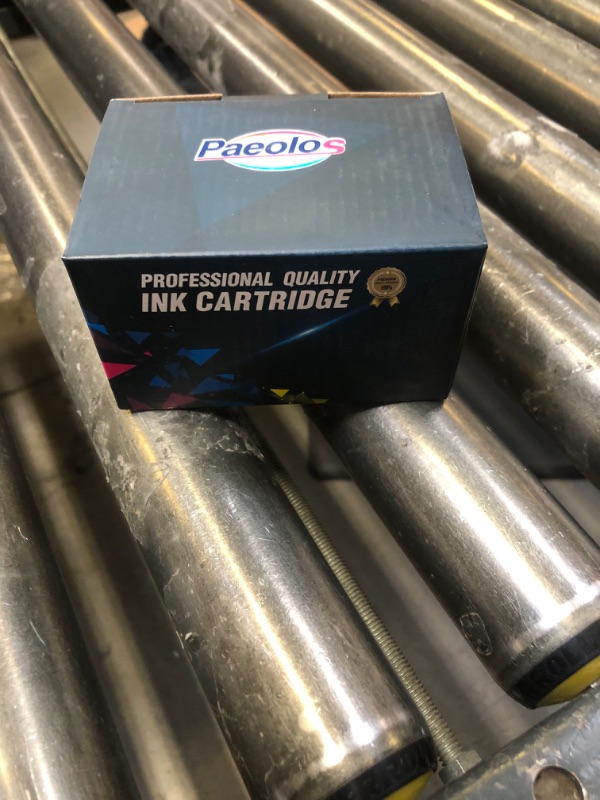 Paeolos
PROFESSIONAL QUALITY
INK CARTRIDGE